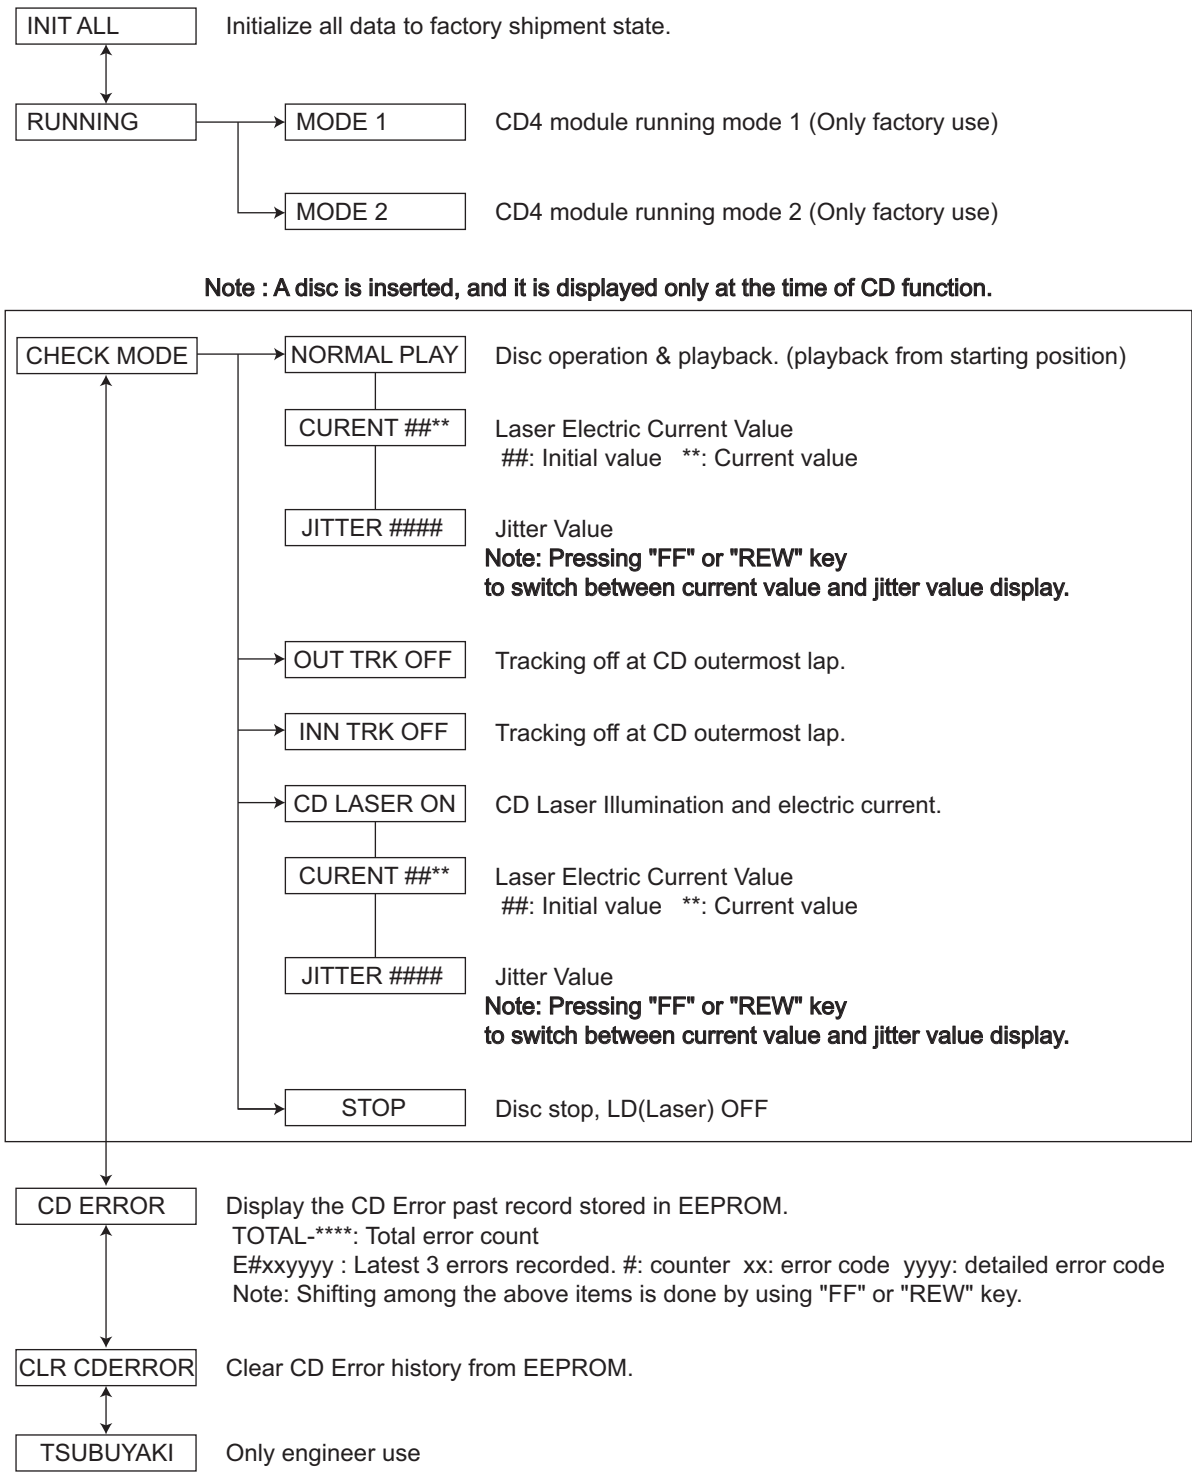 INIT ALL
Initialize all data to factory shipment state.
RUNNING
MODE 1
CD4 module running mode 1 (Only factory use)
MODE 2
CD4 module running mode 2 (Only factory use)
Note : A disc is inserted, and it is displayed only at the time of CD function.
CHECK MODE
NORMAL PLAY
Disc operation & playback. (playback from starting position)
CURENT ##**
Laser Electric Current Value
##: Initial value   **: Current value
JITTER ####
Jitter Value
Note: Pressing "FF" or "REW" key
to switch between current value and jitter value display.
OUT TRK OFF
Tracking off at CD outermost lap.
INN TRK OFF
Tracking off at CD outermost lap.
CD LASER ON
CD Laser Illumination and electric current.
CURENT ##**
Laser Electric Current Value
##: Initial value   **: Current value
JITTER ####
Jitter Value
Note: Pressing "FF" or "REW" key
to switch between current value and jitter value display.
STOP
Disc stop, LD(Laser) OFF
CD ERROR
Display the CD Error past record stored in EEPROM.
TOTAL-****: Total error count
E#xxyyyy : Latest 3 errors recorded. #: counter  xx: error code  yyyy: detailed error code
Note: Shifting among the above items is done by using "FF" or "REW" key.
CLR CDERROR
Clear CD Error history from EEPROM.
TSUBUYAKI
Only engineer use